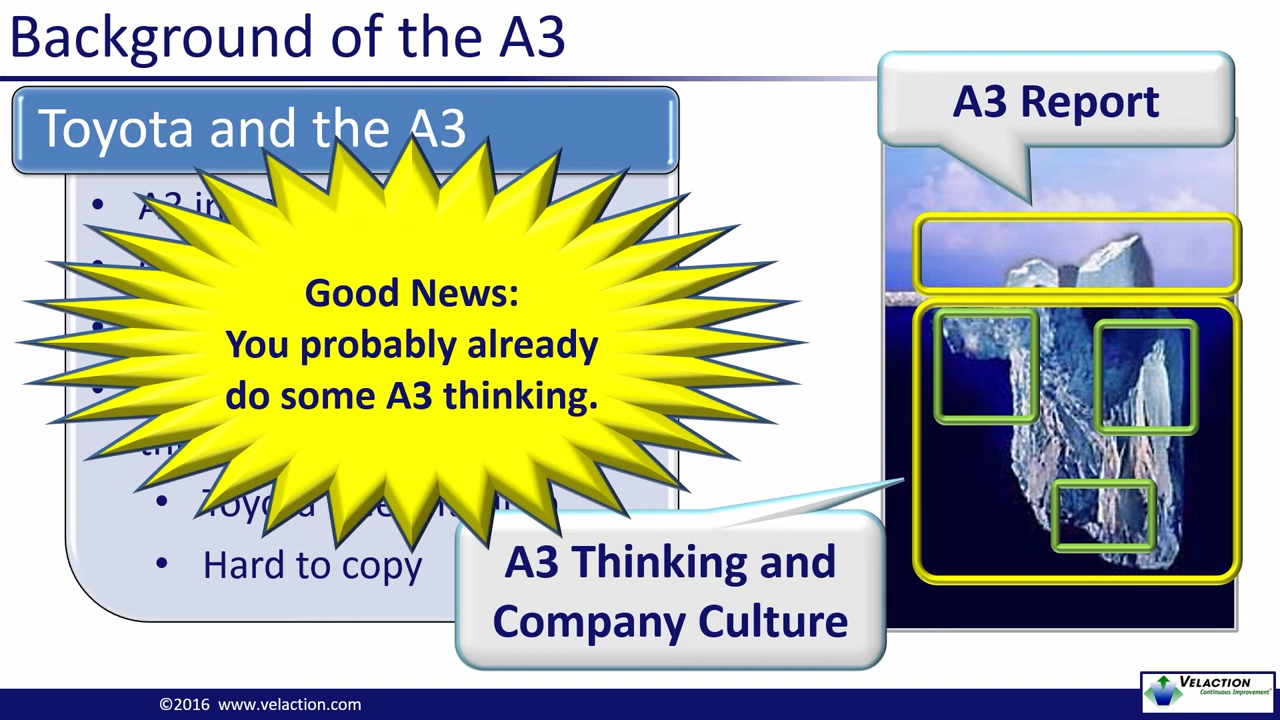 Background of the A3
Toyota and the A3
A3 Report
• A3 in
Good News:
You probably already
do some A3 thinking.
•
• Hard to copy
A3 Thinking and
Company Culture
©2016 www.velaction.com
VELACTION
Continuous Improvement